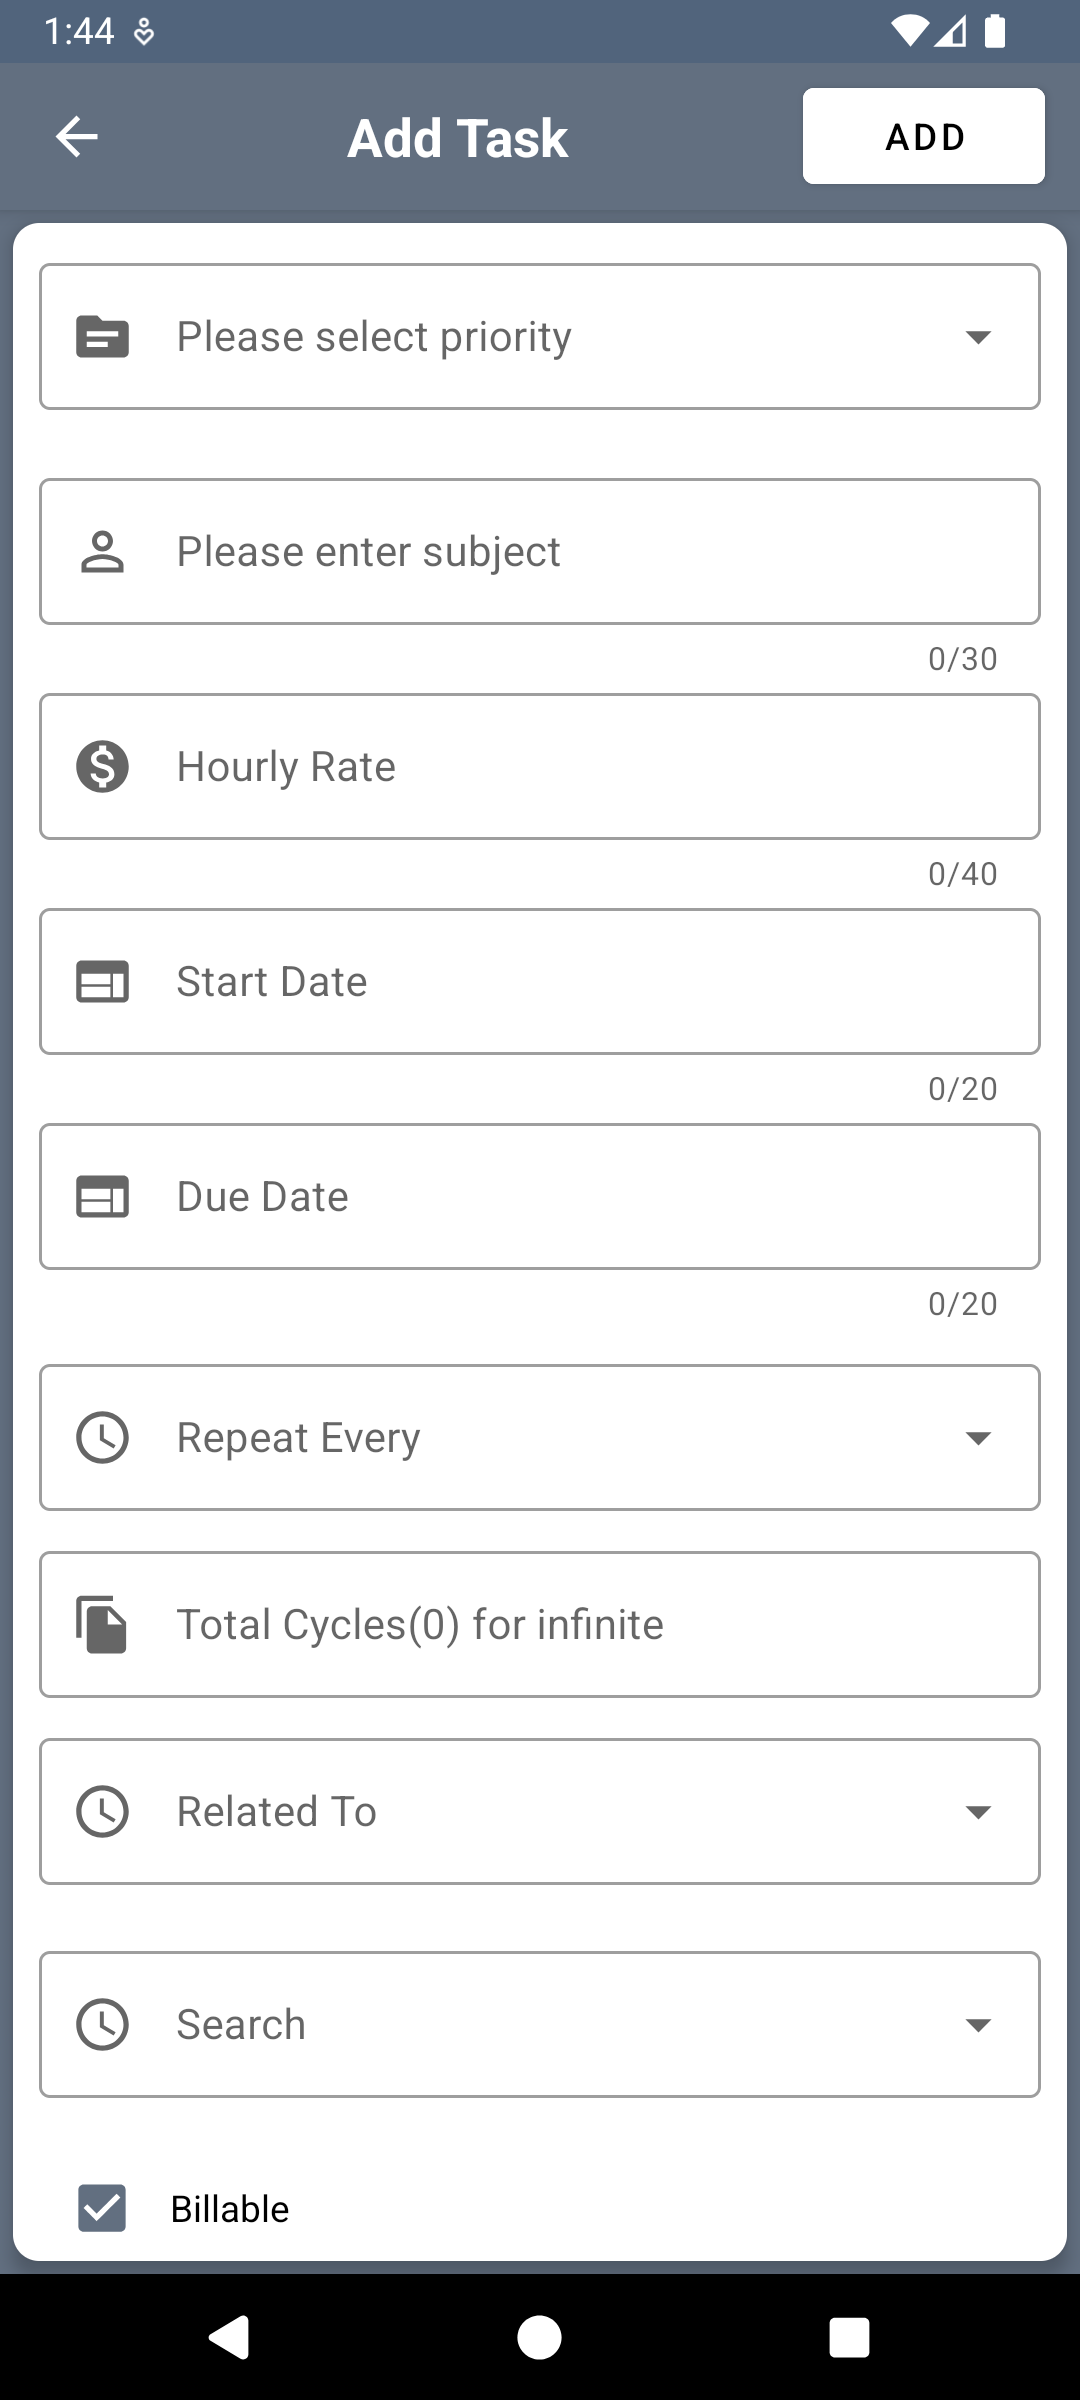 1:44
Add Task
ADD
Please select priority
Please enter subject
0/30
Hourly Rate
0/40
Start Date
0/20
Due Date
0/20
Repeat Every
Total Cycles(0) for infinite
Related To
Search
Billable